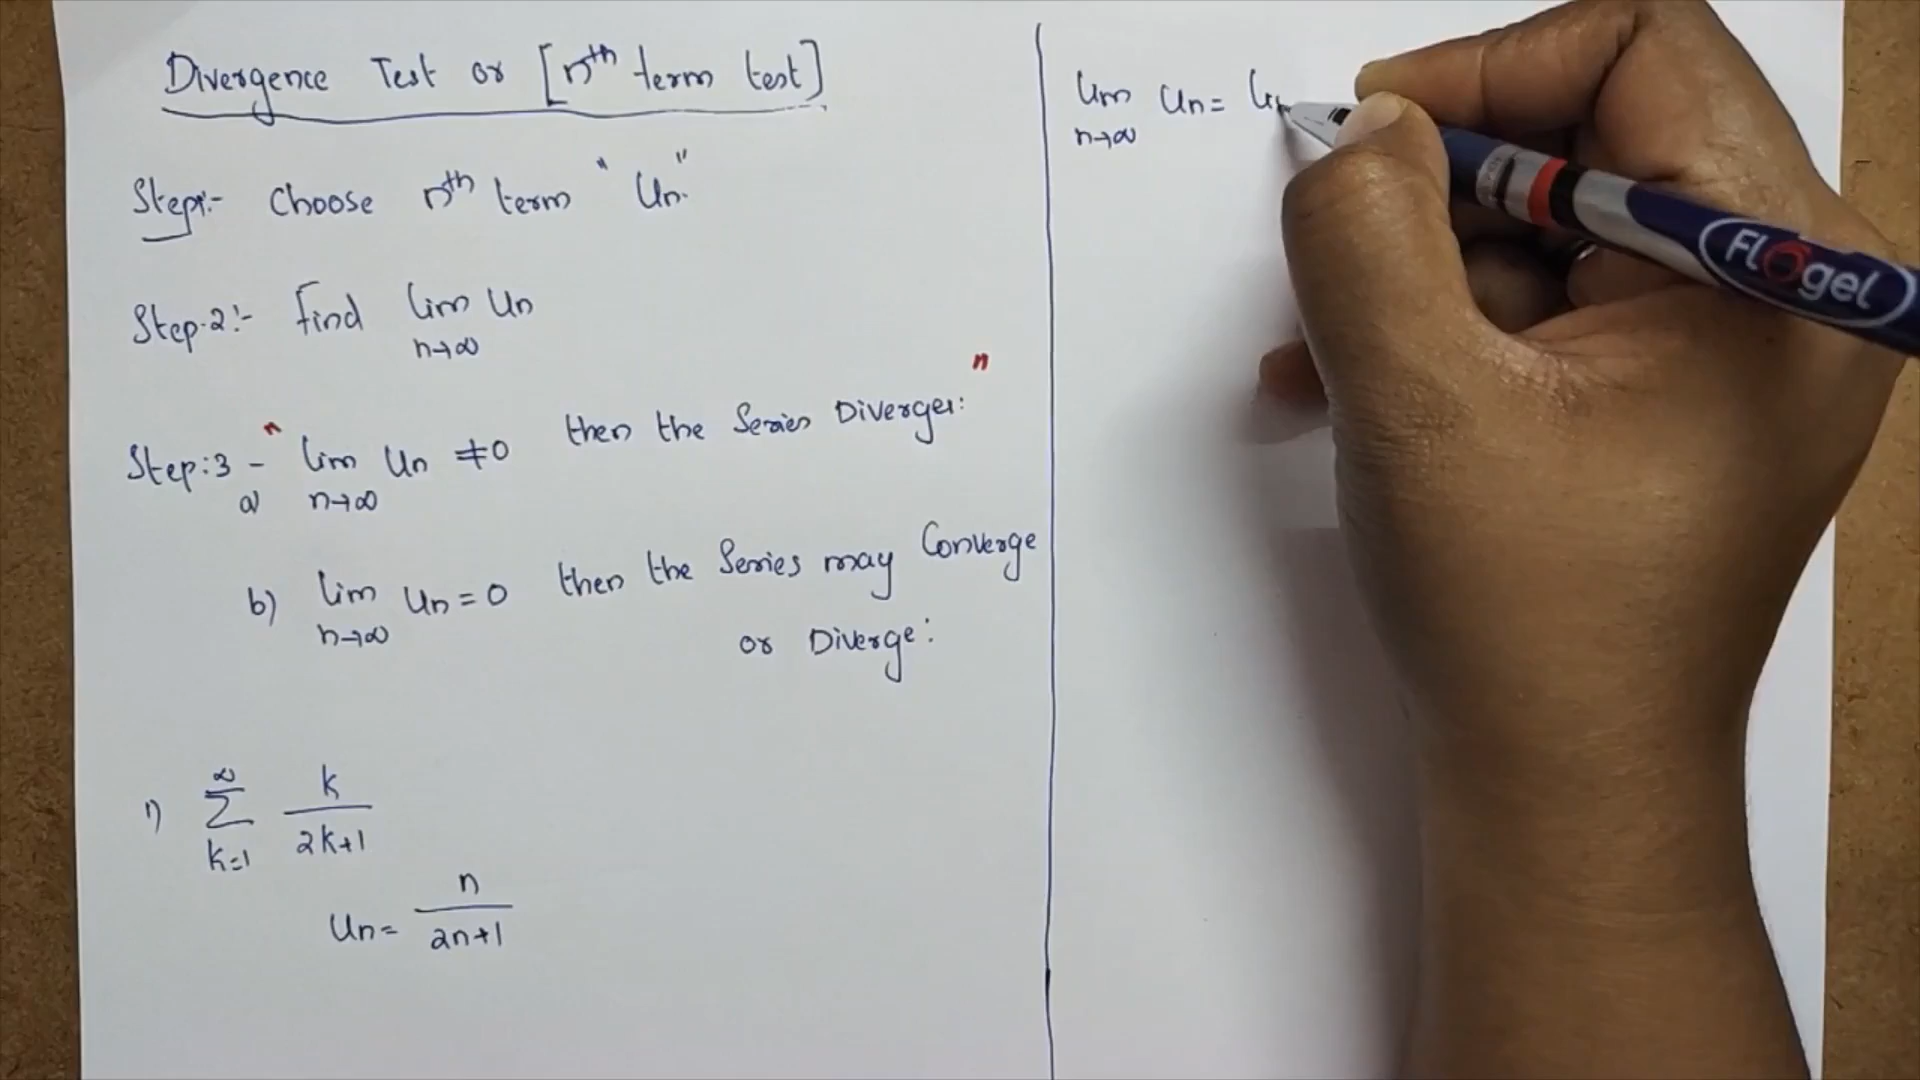 Divergence Test or [nth term test]
Step1:- Choose nth term "Un"
Step-2:- Find lim Un
n→∞
Step:3 - " lim Un ≠0 then the Series Diverges: "
a) n→∞
b) lim Un = 0 then the Series may Converge
n→∞
or Diverge:
1) ∞ ∑ k=1 k / 2k+1
Un = n / 2n+1
lim Un = lim
n→∞
Flogel